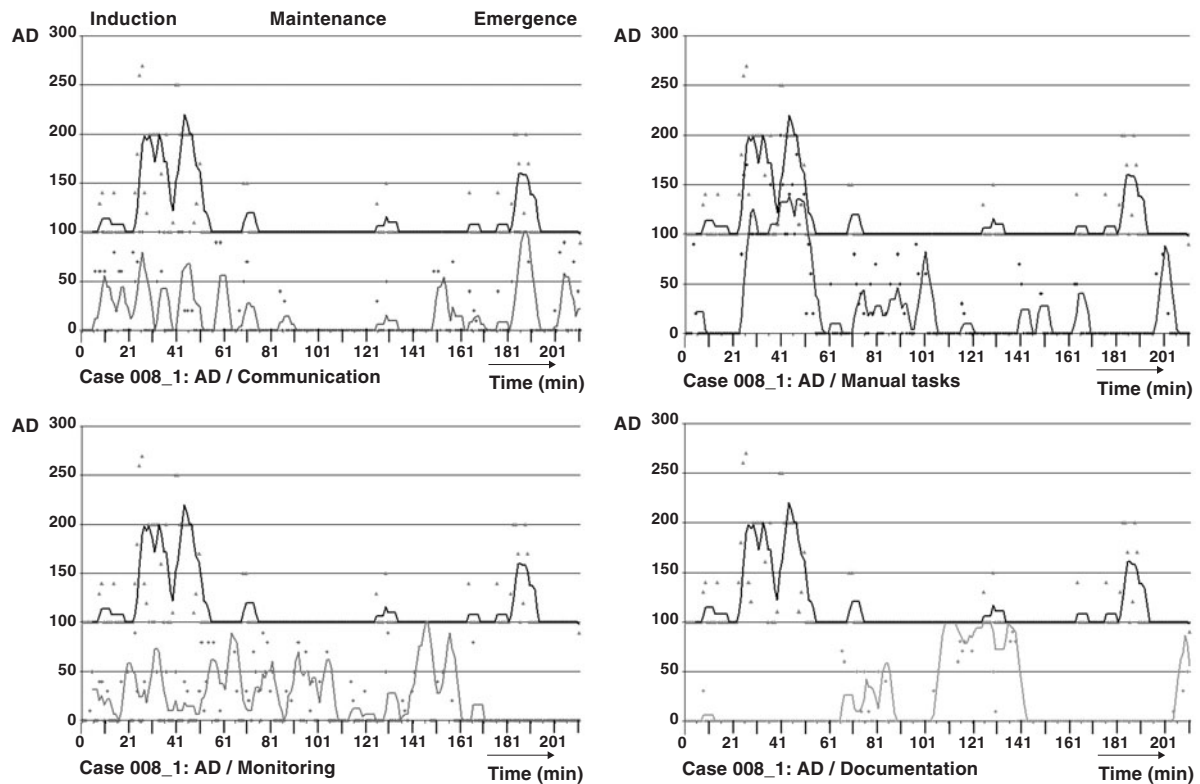 Induction Maintenance Emergence
AD 300
250
200
150
100
50
0
0 21 41 61 81 101 121 141 161 181 201
Case 008_1: AD / Communication Time (min)
AD 300
250
200
150
100
50
0
0 21 41 61 81 101 121 141 161 181 201
Case 008_1: AD / Manual tasks Time (min)
AD 300
250
200
150
100
50
0
0 21 41 61 81 101 121 141 161 181 201
Case 008_1: AD / Monitoring Time (min)
AD 300
250
200
150
100
50
0
0 21 41 61 81 101 121 141 161 181 201
Case 008_1: AD / Documentation Time (min)